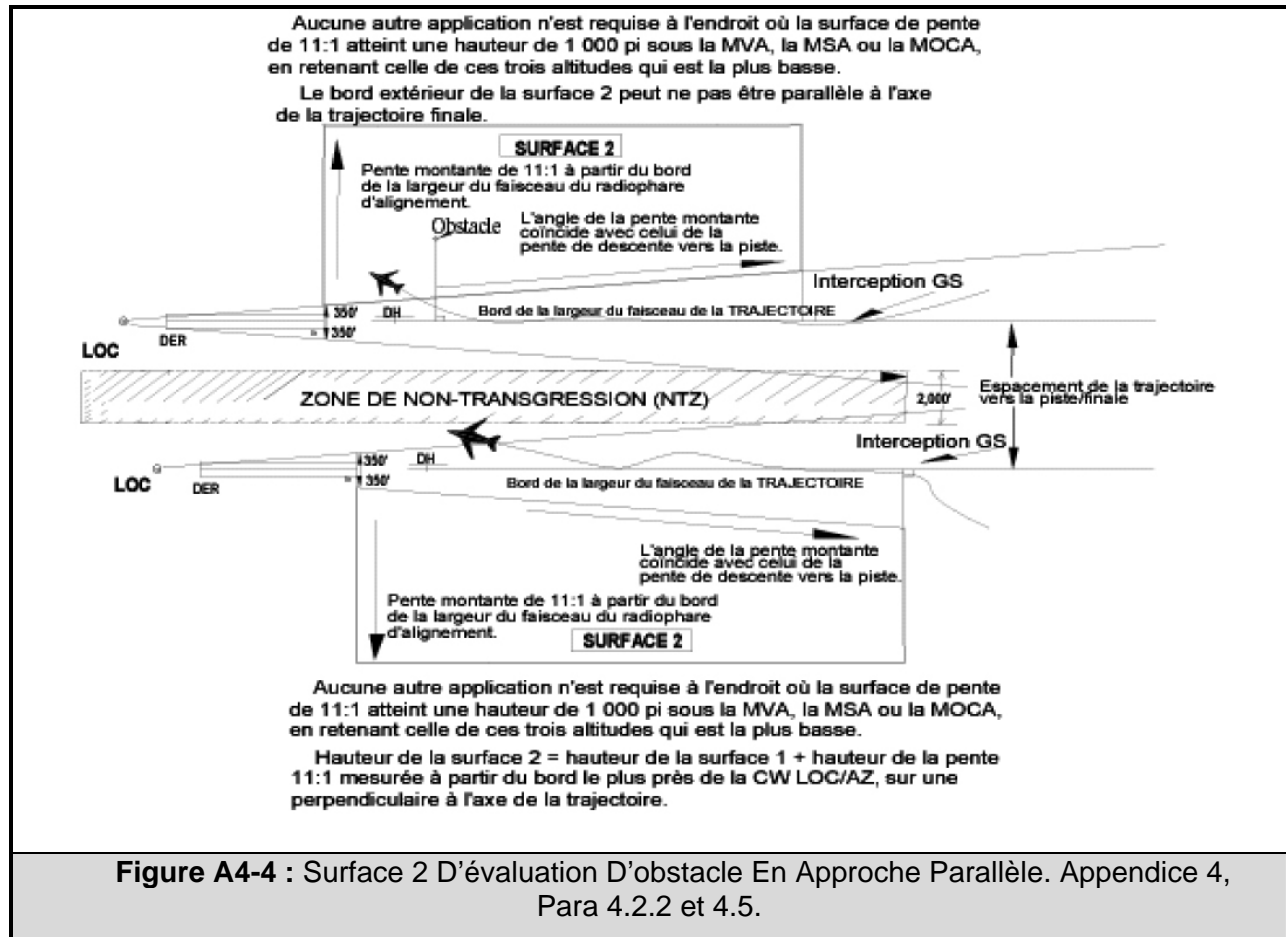 Aucune autre application n'est requise à l'endroit où la surface de pente
de 11:1 atteint une hauteur de 1 000 pi sous la MVA, la MSA ou la MOCA,
en retenant celle de ces trois altitudes qui est la plus basse.
Le bord extérieur de la surface 2 peut ne pas être parallèle à l'axe
de la trajectoire finale.
SURFACE 2
Pente montante de 11:1 à partir du bord
de la largeur du faisceau du radiophare
d'alignement.
Obstacle
L'angle de la pente montante
coïncide avec celui de la
pente de descente vers la piste.
Interception GS
350'
DH
Bord de la largeur du faisceau de la TRAJECTOIRE
350'
LOC
DER
ZONE DE NON-TRANSGRESSION (NTZ)
2,000'
Espacement de la trajectoire
vers la piste/finale
Interception GS
350'
DH
350'
Bord de la largeur du faisceau de la TRAJECTOIRE
LOC
DER
L'angle de la pente montante
coïncide avec celui de la
pente de descente vers la piste.
Pente montante de 11:1 à partir du bord
de la largeur du faisceau du radiophare
d'alignement.
SURFACE 2
Aucune autre application n'est requise à l'endroit où la surface de pente
de 11:1 atteint une hauteur de 1 000 pi sous la MVA, la MSA ou la MOCA,
en retenant celle de ces trois altitudes qui est la plus basse.
Hauteur de la surface 2 = hauteur de la surface 1 + hauteur de la pente
11:1 mesurée à partir du bord le plus près de la CW LOC/AZ, sur une
perpendiculaire à l'axe de la trajectoire.
Figure A4-4 : Surface 2 D’évaluation D’obstacle En Approche Parallèle. Appendice 4,
Para 4.2.2 et 4.5.